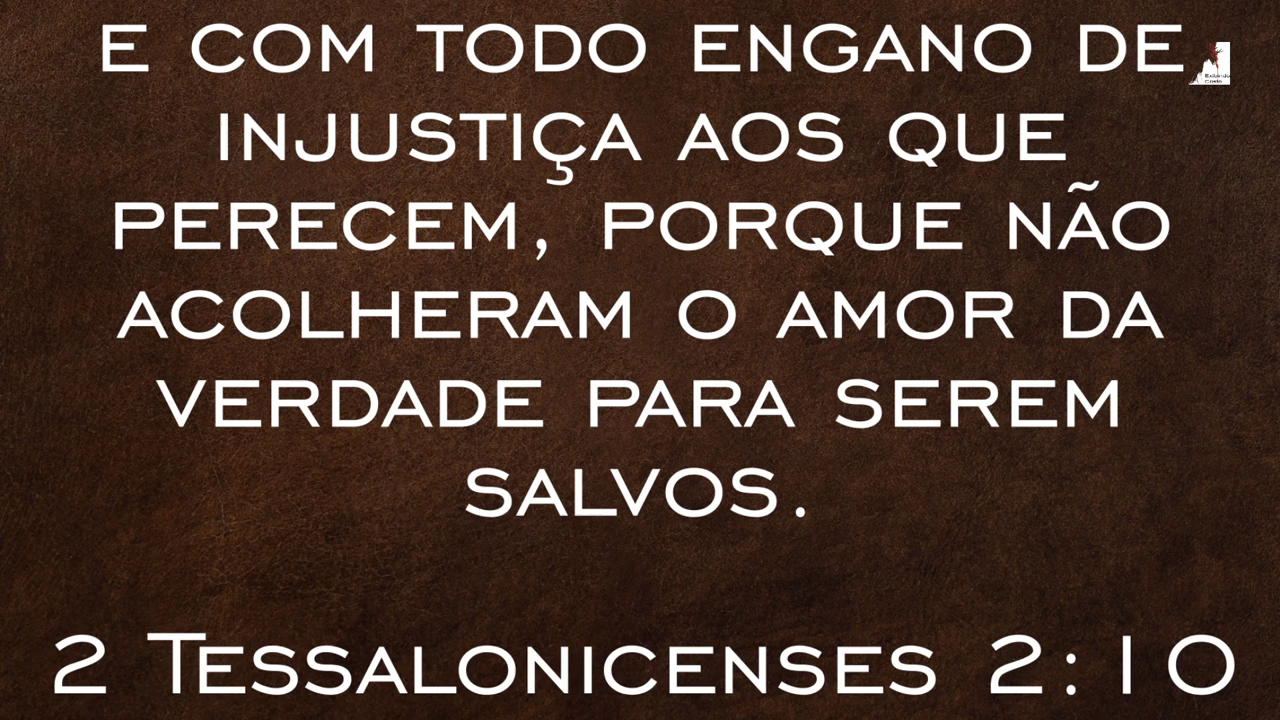 E COM TODO ENGANO DE
INJUSTIÇA AOS QUE
PERECEM, PORQUE NÃO
ACOLHERAM O AMOR DA
VERDADE PARA SEREM
SALVOS.
2 TESSALONICENSES 2:10